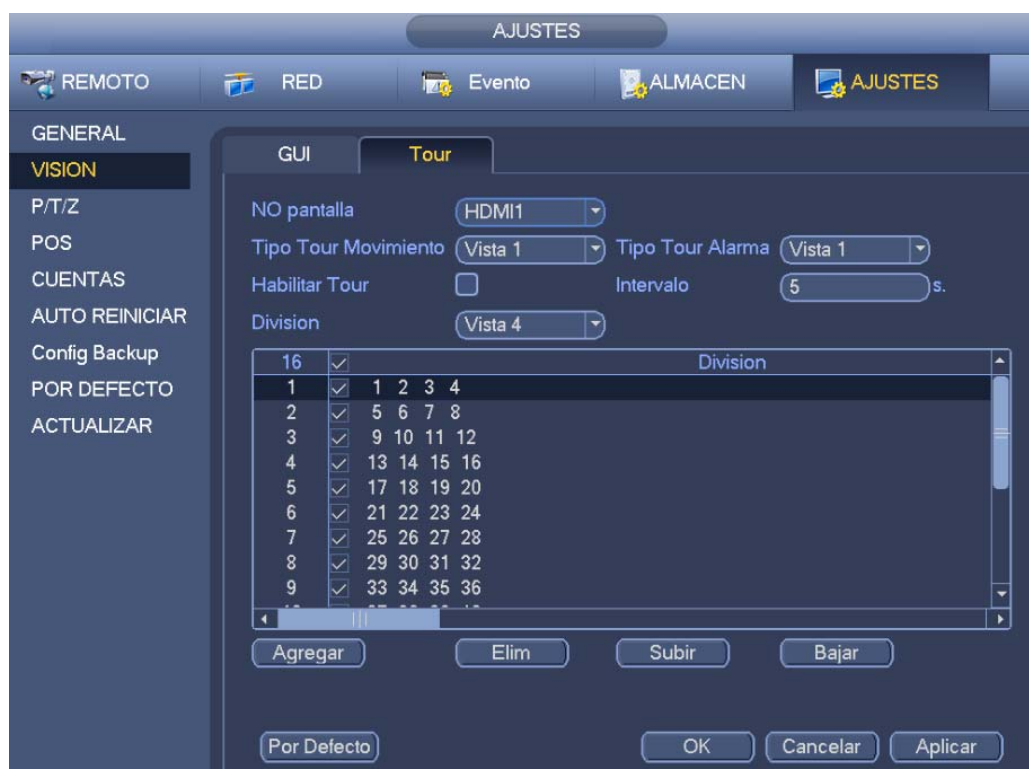 AJUSTES
REMOTO RED Evento ALMACEN AJUSTES
GENERAL
VISION
P/T/Z
POS
CUENTAS
AUTO REINICIAR
Config Backup
POR DEFECTO
ACTUALIZAR
GUI Tour
NO pantalla HDMI1
Tipo Tour Movimiento Vista 1 Tipo Tour Alarma Vista 1
Habilitar Tour Intervalo 5 s.
Division Vista 4
16 Division
1 1 2 3 4
2 5 6 7 8
3 9 10 11 12
4 13 14 15 16
5 17 18 19 20
6 21 22 23 24
7 25 26 27 28
8 29 30 31 32
9 33 34 35 36
Agregar Elim Subir Bajar
Por Defecto OK Cancelar Aplicar